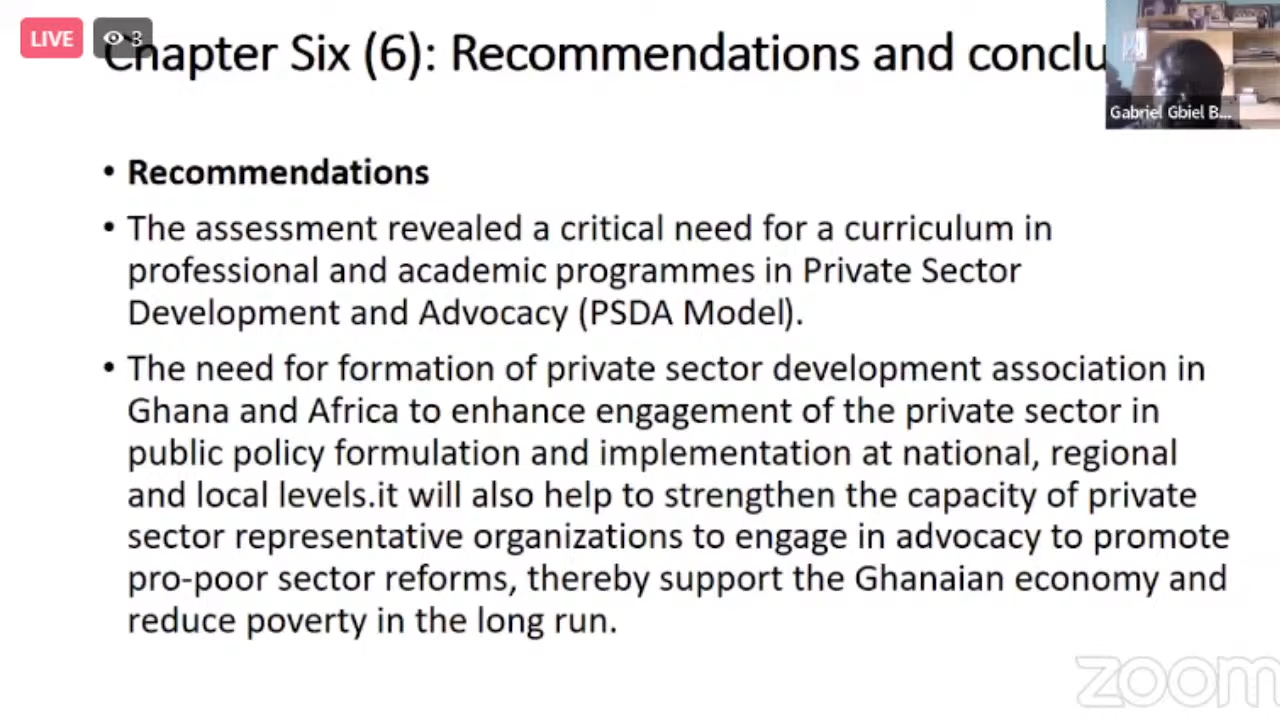 LIVE
3
Chapter Six (6): Recommendations and conclu
Gabriel Gbiel B...
• Recommendations
• The assessment revealed a critical need for a curriculum in
professional and academic programmes in Private Sector
Development and Advocacy (PSDA Model).
• The need for formation of private sector development association in
Ghana and Africa to enhance engagement of the private sector in
public policy formulation and implementation at national, regional
and local levels.it will also help to strengthen the capacity of private
sector representative organizations to engage in advocacy to promote
pro-poor sector reforms, thereby support the Ghanaian economy and
reduce poverty in the long run.
zoom